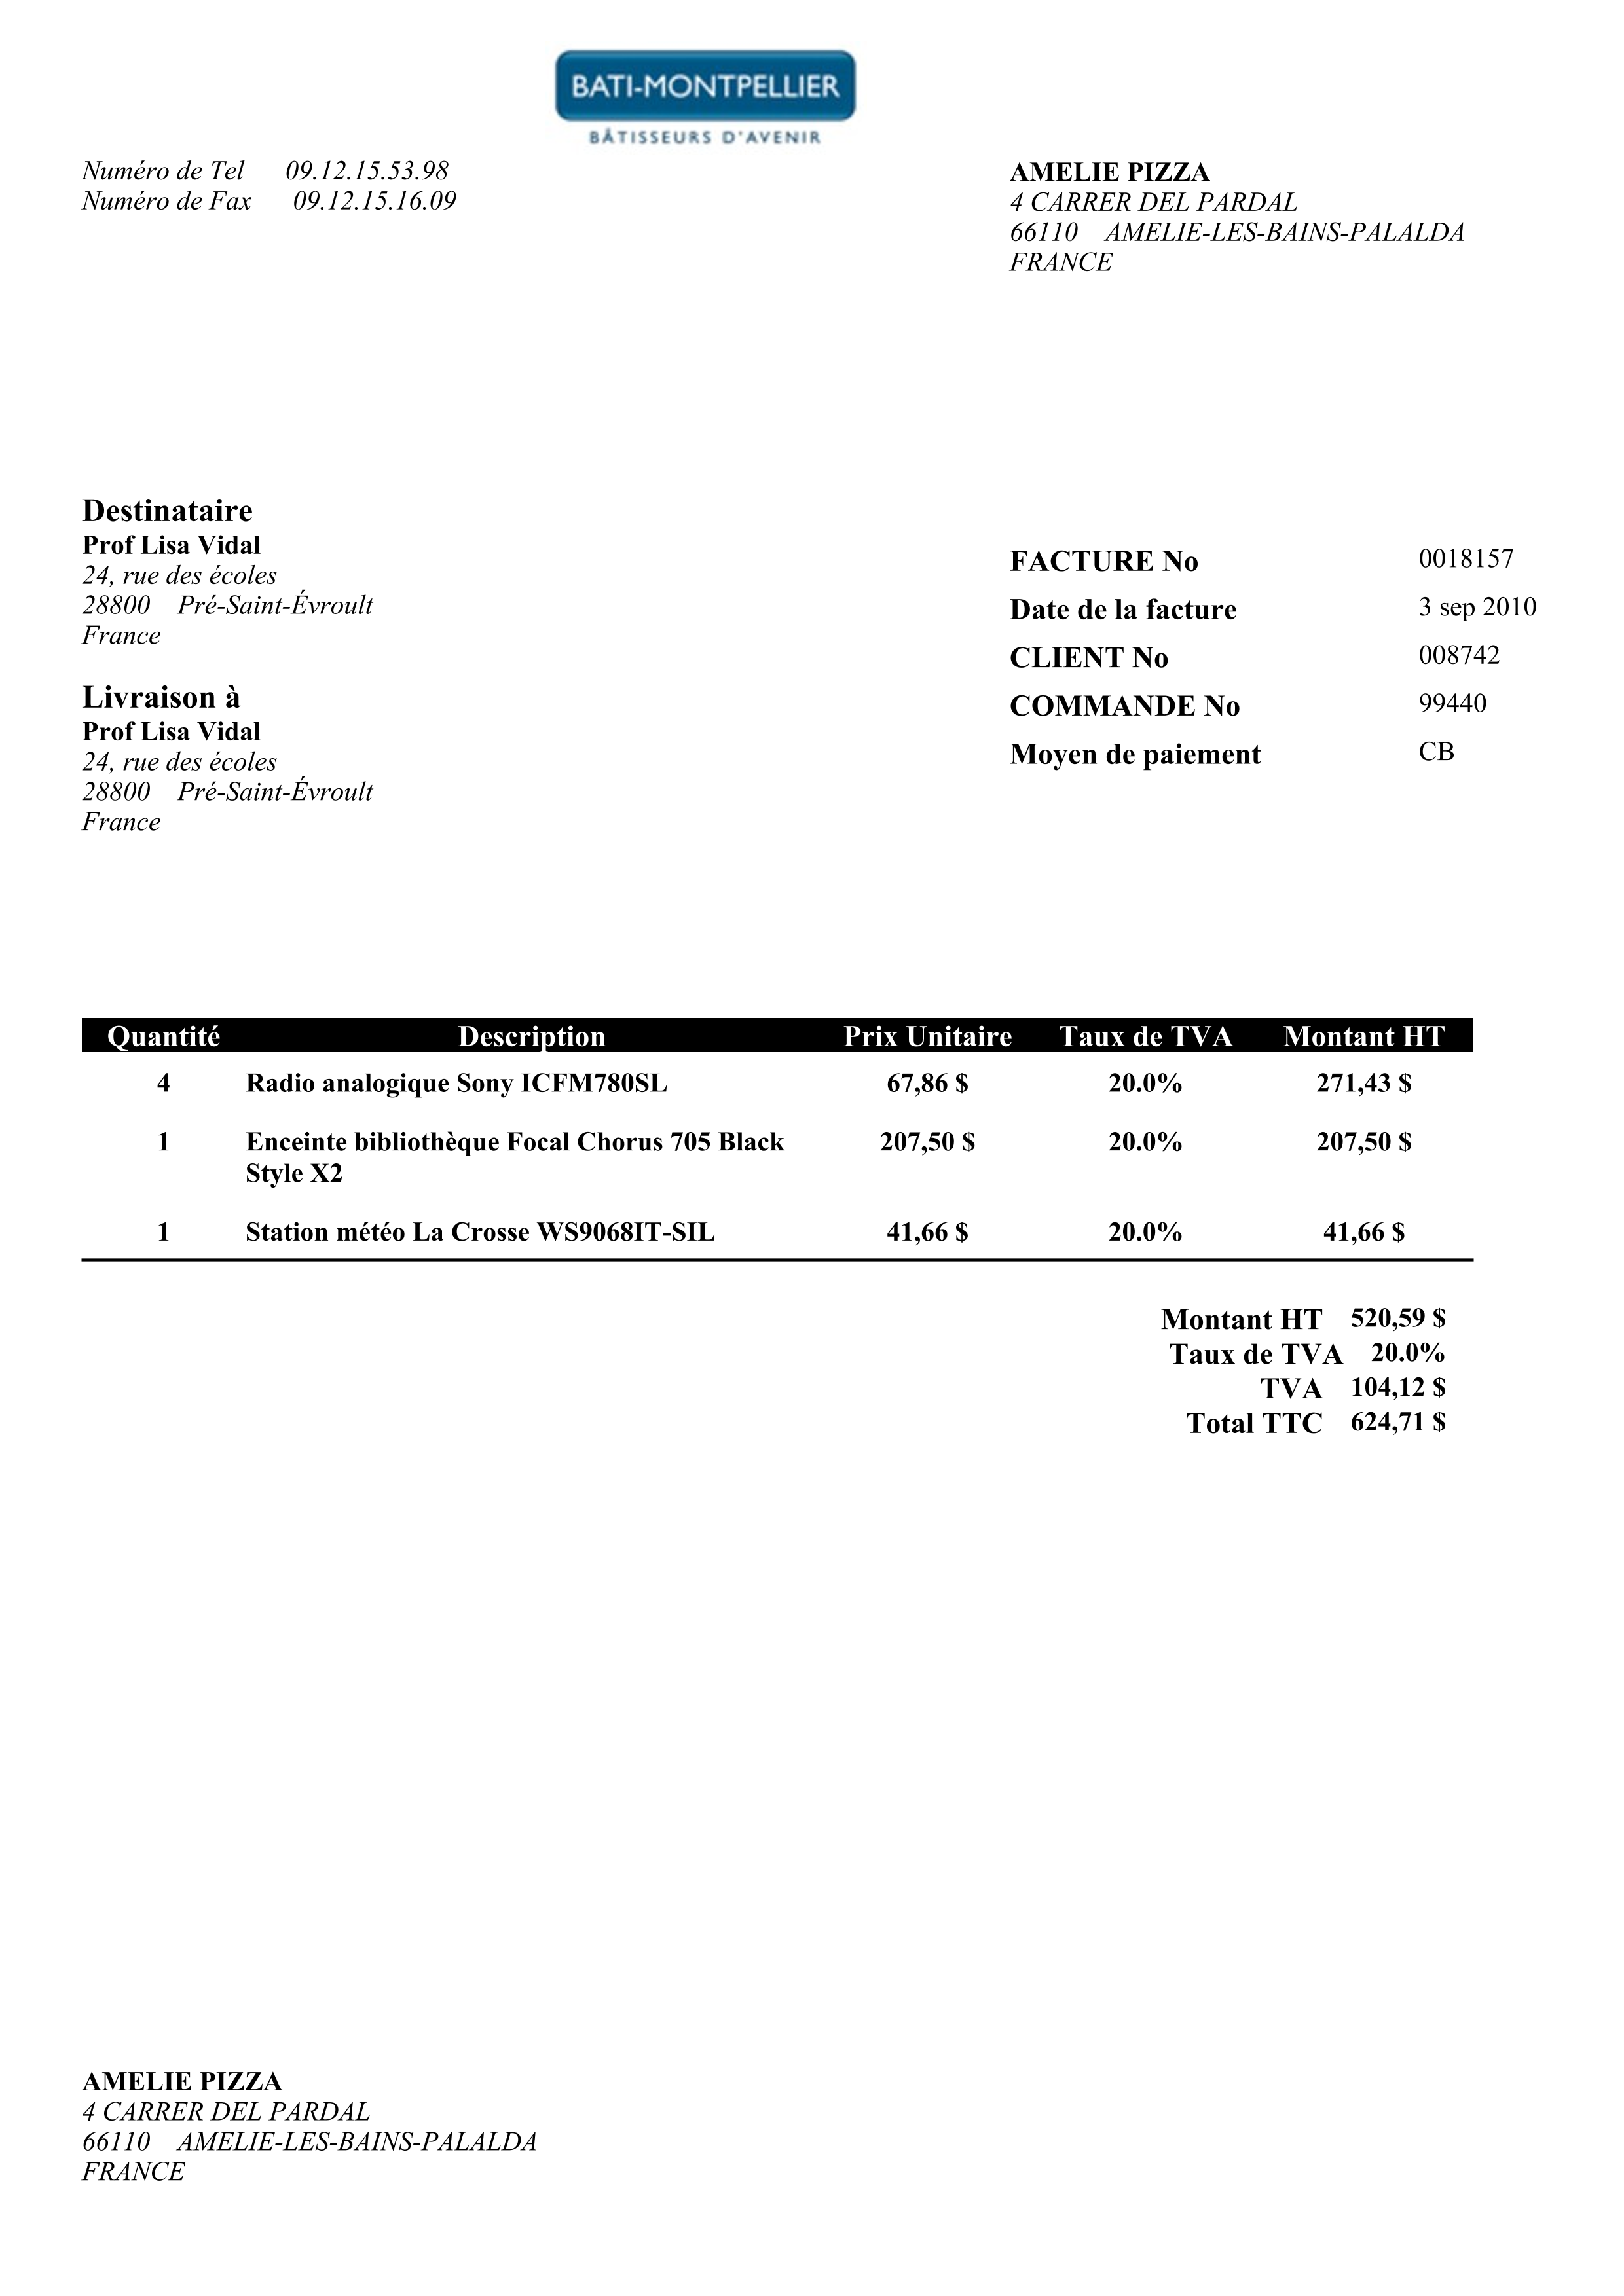 BATI-MONTPELLIER
BÂTISSEURS D'AVENIR
Numéro de Tel 09.12.15.53.98
Numéro de Fax 09.12.15.16.09
AMELIE PIZZA
4 CARRER DEL PARDAL
66110 AMELIE-LES-BAINS-PALALDA
FRANCE
Destinataire
Prof Lisa Vidal
24, rue des écoles
28800 Pré-Saint-Évroult
France
Livraison à
Prof Lisa Vidal
24, rue des écoles
28800 Pré-Saint-Évroult
France
FACTURE No 0018157
Date de la facture 3 sep 2010
CLIENT No 008742
COMMANDE No 99440
Moyen de paiement CB
Quantité Description Prix Unitaire Taux de TVA Montant HT
4 Radio analogique Sony ICFM780SL 67,86 $ 20.0% 271,43 $
1 Enceinte bibliothèque Focal Chorus 705 Black 207,50 $ 20.0% 207,50 $
Style X2
1 Station météo La Crosse WS9068IT-SIL 41,66 $ 20.0% 41,66 $
Montant HT 520,59 $
Taux de TVA 20.0%
TVA 104,12 $
Total TTC 624,71 $
AMELIE PIZZA
4 CARRER DEL PARDAL
66110 AMELIE-LES-BAINS-PALALDA
FRANCE